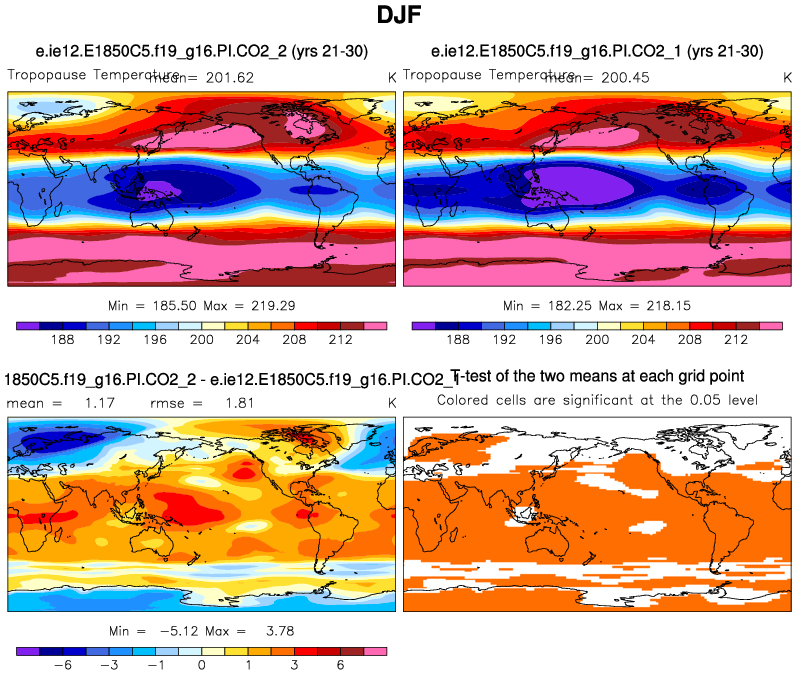 DJF
e.ie12.E1850C5.f19_g16.PI.CO2_2 (yrs 21-30)
Tropopause Temperature mean= 201.62 K
188 192 196 200 204 208 212
Min = 185.50 Max = 219.29
e.ie12.E1850C5.f19_g16.PI.CO2_1 (yrs 21-30)
Tropopause Temperature mean= 200.45 K
Min = 182.25 Max = 218.15
188 192 196 200 204 208 212
1850C5.f19_g16.PI.CO2_2 - e.ie12.E1850C5.f19_g16.PI.CO2_
mean = 1.17 rmse = 1.81 K
Min = -5.12 Max = 3.78
-6 -3 -1 0 1 3 6
T-test of the two means at each grid point
Colored cells are significant at the 0.05 level